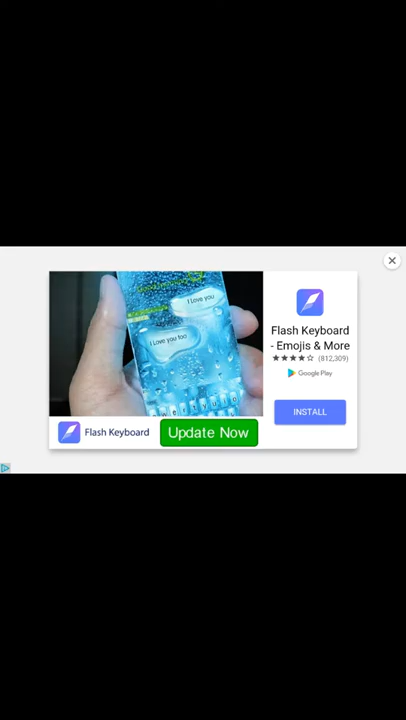 I Love you
I Love you too
Flash Keyboard
Update Now
Flash Keyboard
- Emojis & More
(812,309)
Google Play
INSTALL